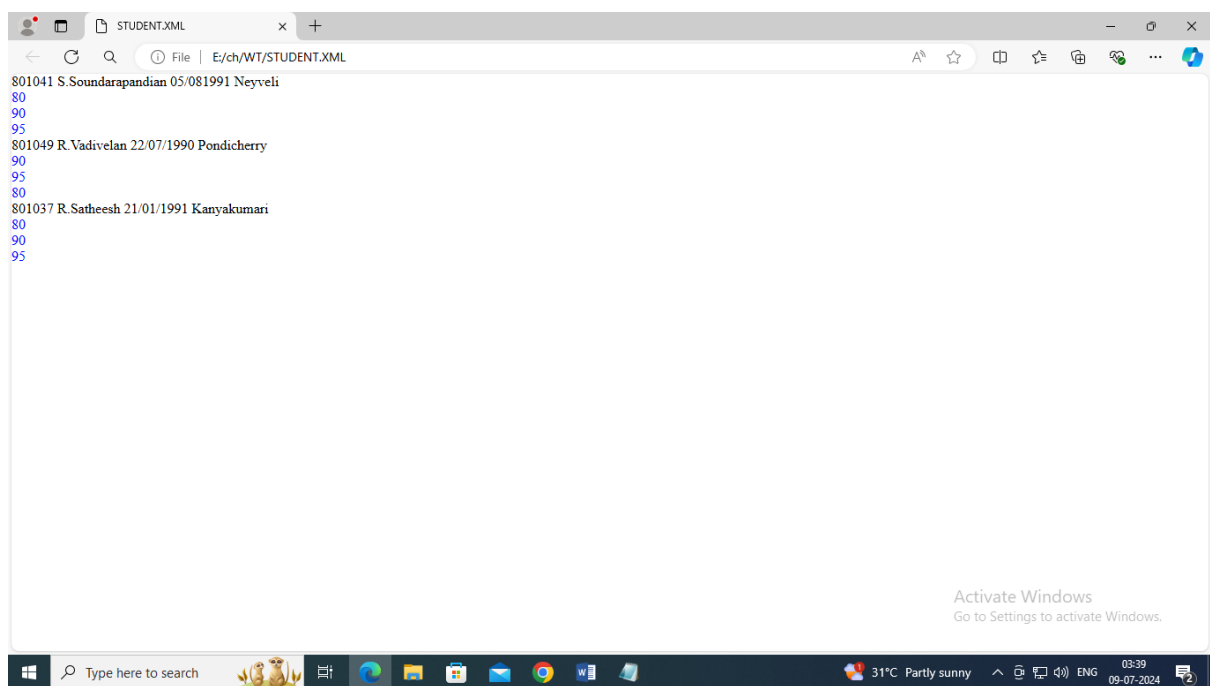 STUDENT.XML
File E:/ch/WT/STUDENT.XML
801041 S.Soundarapandian 05/081991 Neyveli
80
90
95
801049 R.Vadivelan 22/07/1990 Pondicherry
90
95
80
801037 R.Satheesh 21/01/1991 Kanyakumari
80
90
95
Activate Windows
Go to Settings to activate Windows.
Type here to search
31°C Partly sunny
ENG
03:39
09-07-2024
2